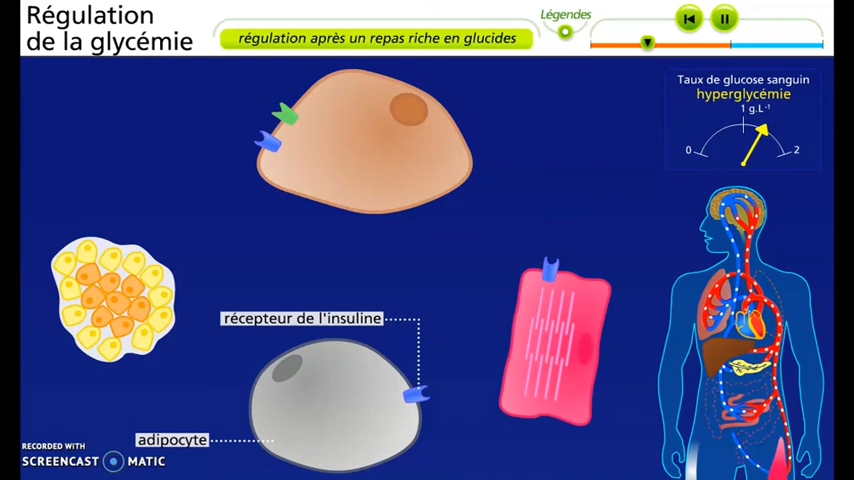 Régulation
de la glycémie
régulation après un repas riche en glucides
Légendes
Taux de glucose sanguin
hyperglycémie
1 g.L-1
0
2
récepteur de l'insuline
adipocyte
RECORDED WITH
SCREENCAST MATIC